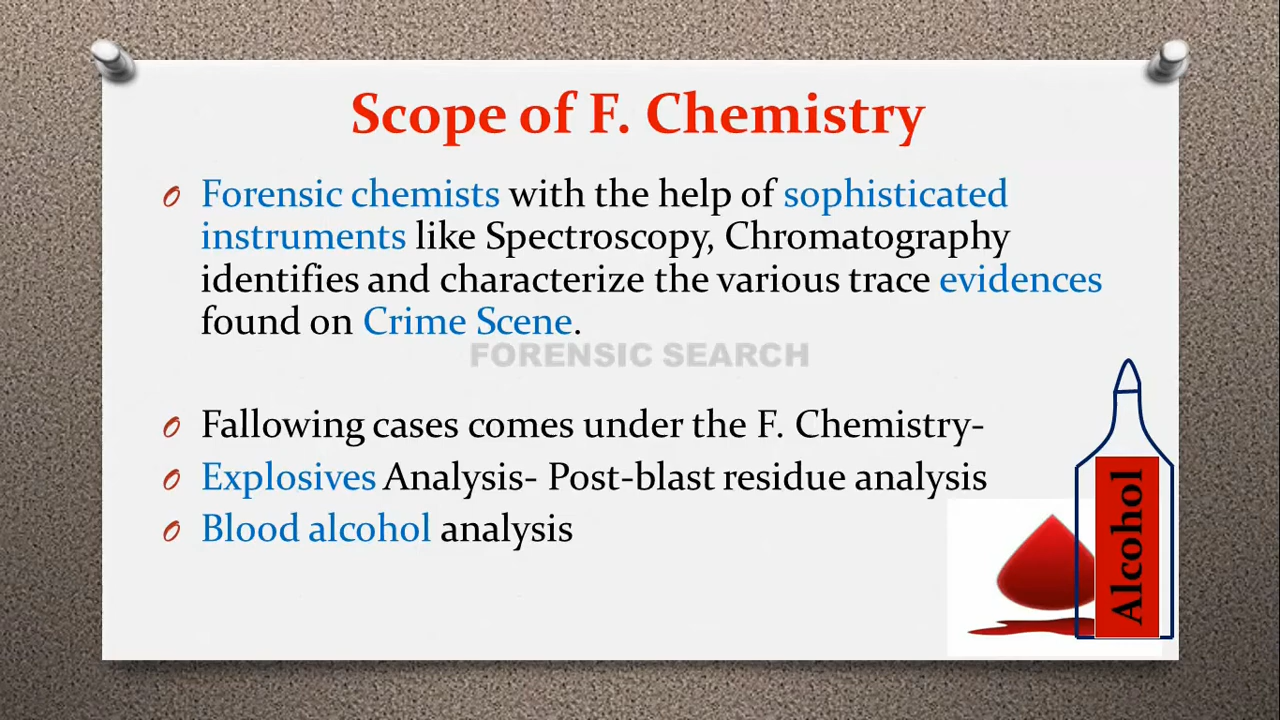 Scope of F. Chemistry
Forensic chemists with the help of sophisticated
instruments like Spectroscopy, Chromatography
identifies and characterize the various trace evidences
found on Crime Scene.
FORENSIC SEARCH
Fallowing cases comes under the F. Chemistry-
Explosives Analysis- Post-blast residue analysis
Blood alcohol analysis
Alcohol